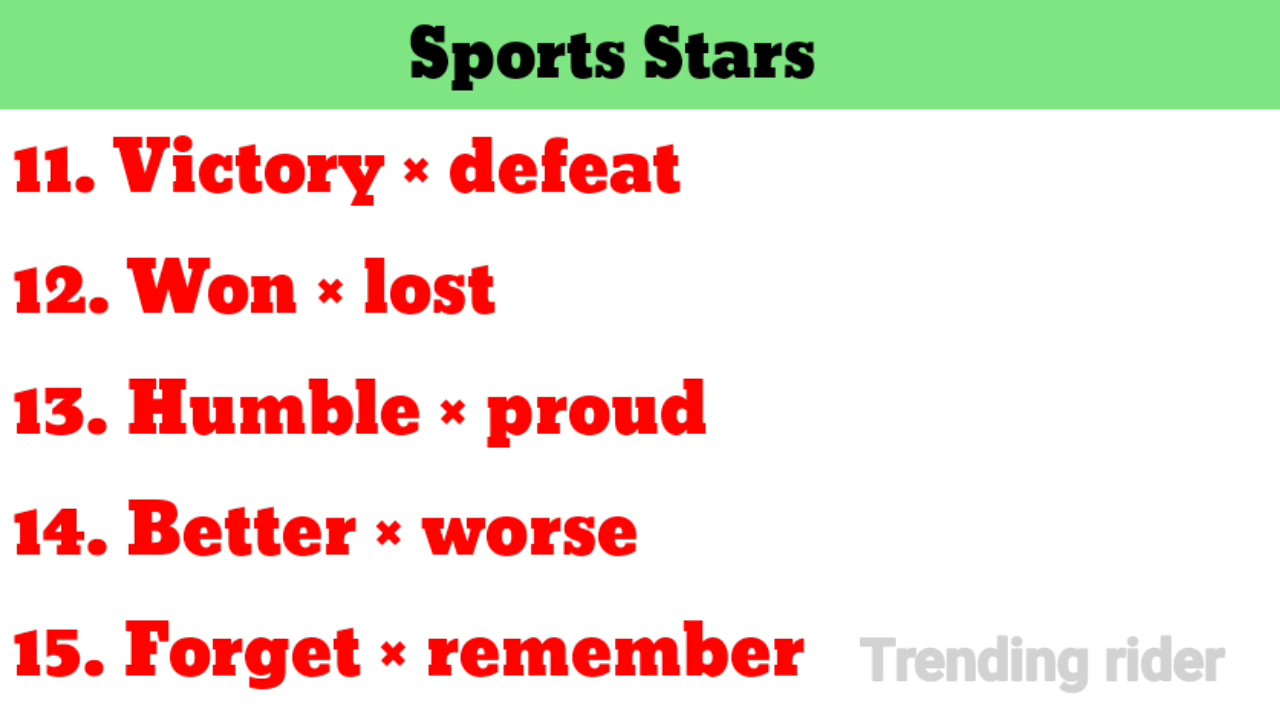 Sports Stars
11. Victory × defeat
12. Won × lost
13. Humble × proud
14. Better × worse
15. Forget × remember
Trending rider